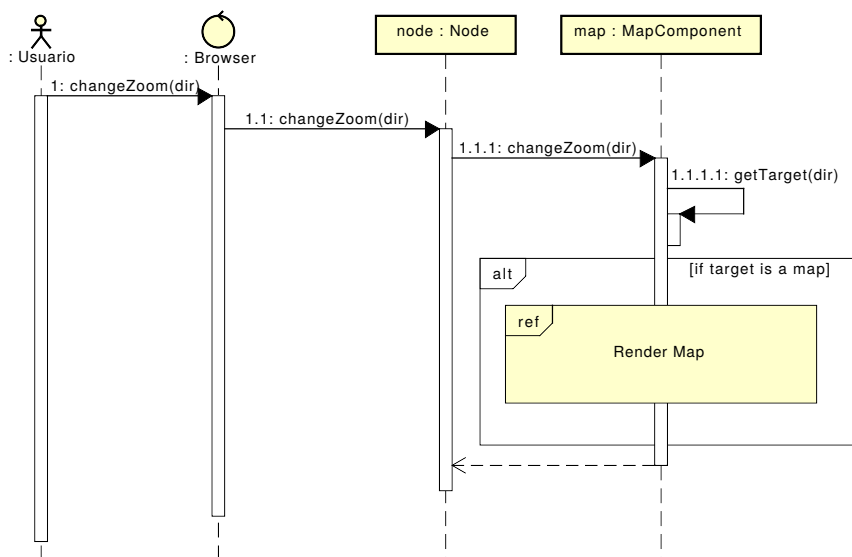 : Usuario
: Browser
node : Node
map : MapComponent
1: changeZoom(dir)
1.1: changeZoom(dir)
1.1.1: changeZoom(dir)
1.1.1.1: getTarget(dir)
alt
[if target is a map]
ref
Render Map